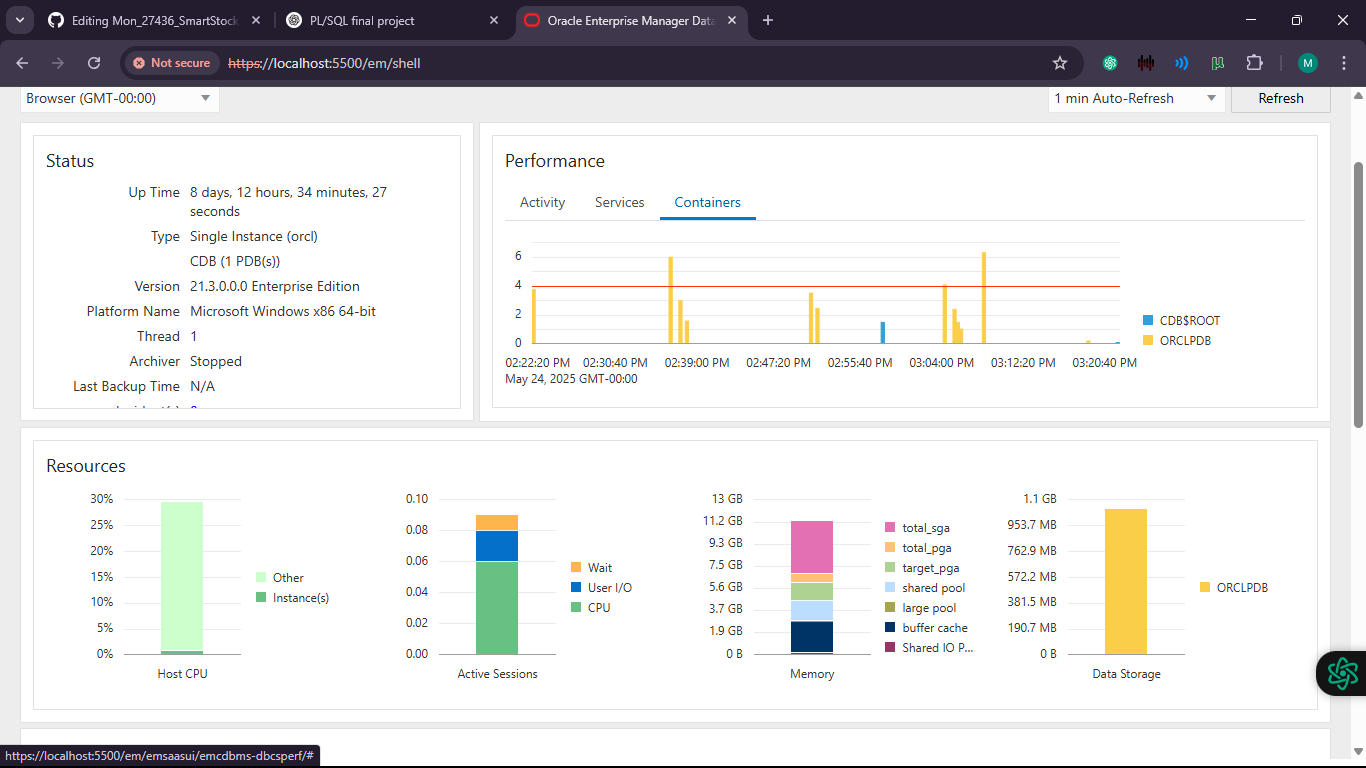 Editing Mon_27436_SmartStock
PL/SQL final project
Oracle Enterprise Manager Data
Not secure
https://localhost:5500/em/shell
M
Browser (GMT-00:00)
1 min Auto-Refresh
Refresh
Status
Up Time 8 days, 12 hours, 34 minutes, 27
seconds
Type Single Instance (orcl)
CDB (1 PDB(s))
Version 21.3.0.0.0 Enterprise Edition
Platform Name Microsoft Windows x86 64-bit
Thread 1
Archiver Stopped
Last Backup Time N/A
Performance
Activity Services Containers
6
4
2
0
02:22:20 PM 02:30:40 PM 02:39:00 PM 02:47:20 PM 02:55:40 PM 03:04:00 PM 03:12:20 PM 03:20:40 PM
May 24, 2025 GMT-00:00
CDB$ROOT
ORCLPDB
Resources
30%
25%
20%
15%
10%
5%
0%
Host CPU
Other
Instance(s)
0.10
0.08
0.06
0.04
0.02
0.00
Active Sessions
Wait
User I/O
CPU
13 GB
11.2 GB
9.3 GB
7.5 GB
5.6 GB
3.7 GB
1.9 GB
0 B
Memory
total_sga
total_pga
target_pga
shared pool
large pool
buffer cache
Shared IO P...
1.1 GB
953.7 MB
762.9 MB
572.2 MB
381.5 MB
190.7 MB
0 B
Data Storage
ORCLPDB
https://localhost:5500/em/emsaasui/emcdbms-dbcsperf/#